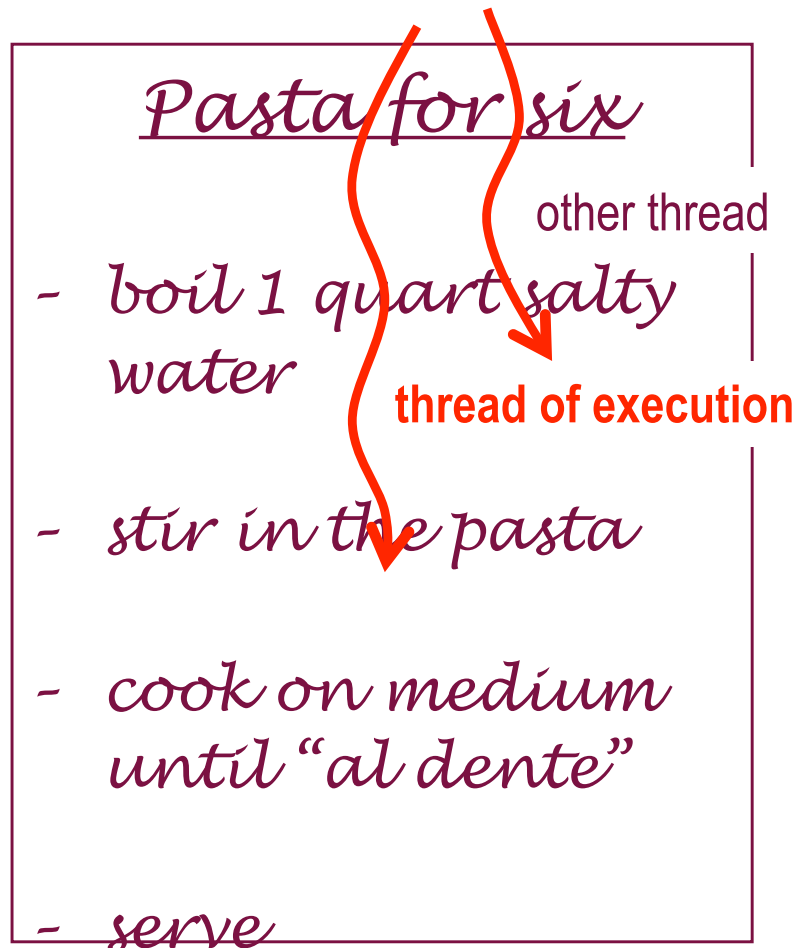 Pasta for six
other thread
- boil 1 quart salty
water
thread of execution
- stir in the pasta
- cook on medium
until “al dente”
- serve